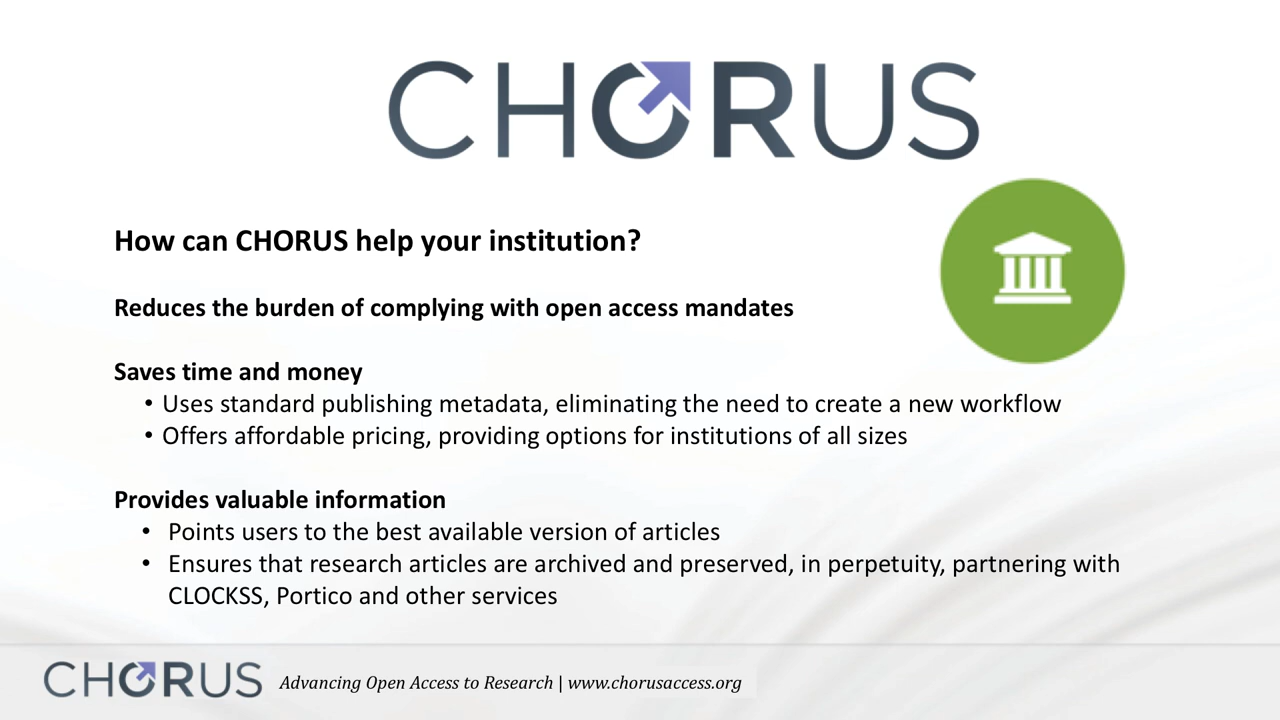 CHORUS
How can CHORUS help your institution?
Reduces the burden of complying with open access mandates
Saves time and money
• Uses standard publishing metadata, eliminating the need to create a new workflow
• Offers affordable pricing, providing options for institutions of all sizes
Provides valuable information
• Points users to the best available version of articles
• Ensures that research articles are archived and preserved, in perpetuity, partnering with
CLOCKSS, Portico and other services
CHORUS Advancing Open Access to Research | www.chorusaccess.org